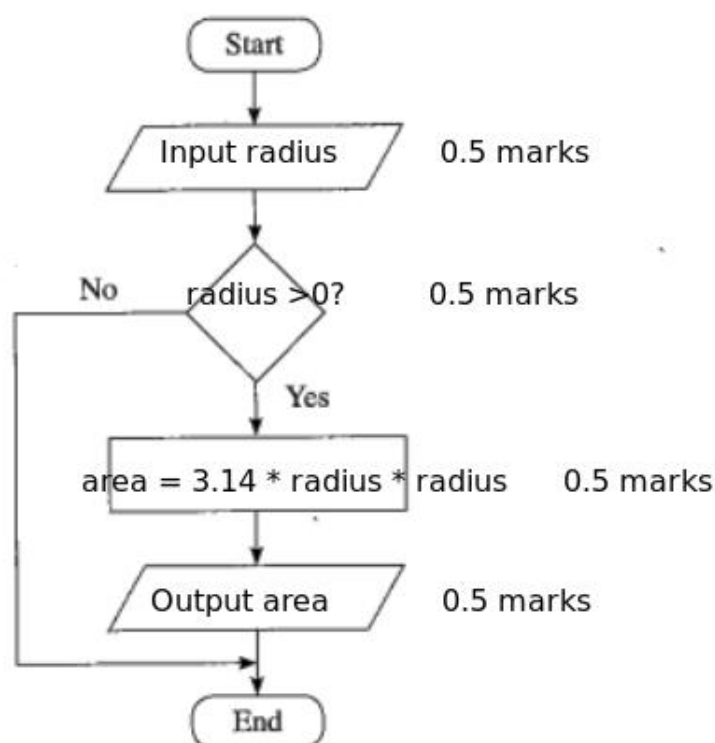 Start
Input radius 0.5 marks
No radius >0? 0.5 marks
Yes
area = 3.14 * radius * radius 0.5 marks
Output area 0.5 marks
End